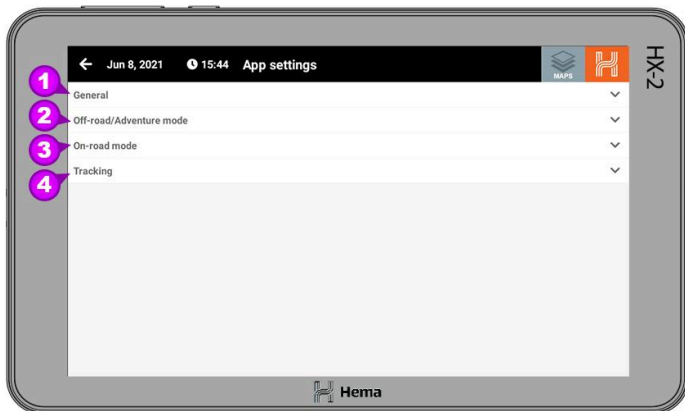 Jun 8, 2021 15:44 App settings MAPS
HX-2
1 General
2 Off-road/Adventure mode
3 On-road mode
4 Tracking
Hema